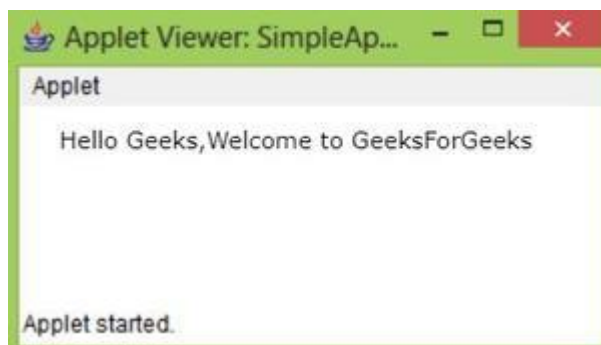 Applet Viewer: SimpleAp...
Applet
Hello Geeks,Welcome to GeeksForGeeks
Applet started.